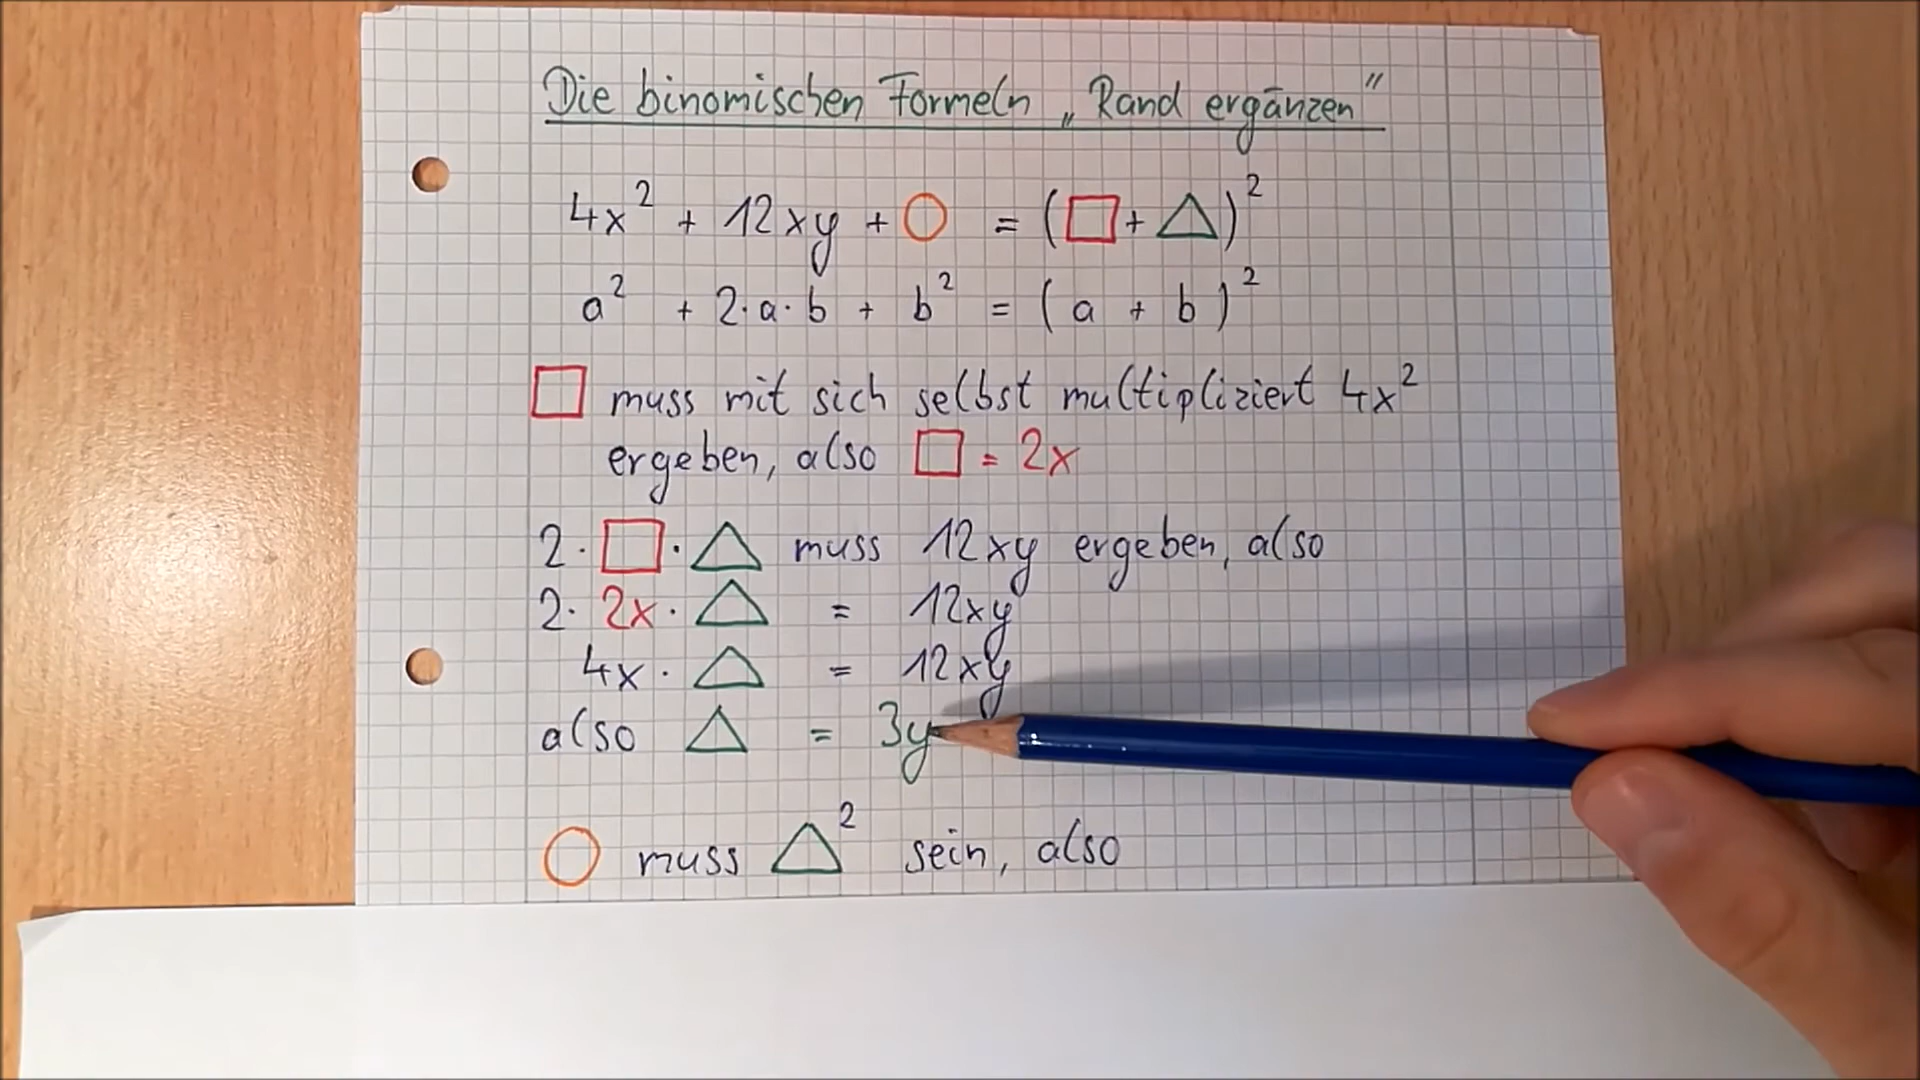 Die binomischen Formeln „Rand ergänzen"
4x² + 12xy + ○ = (□ + △)²
a² + 2·a·b + b² = (a + b)²
□ muss mit sich selbst multipliziert 4x²
ergeben, also □ = 2x
2·□·△ muss 12xy ergeben, also
2·2x·△ = 12xy
4x·△ = 12xy
also △ = 3y
○ muss △² sein, also